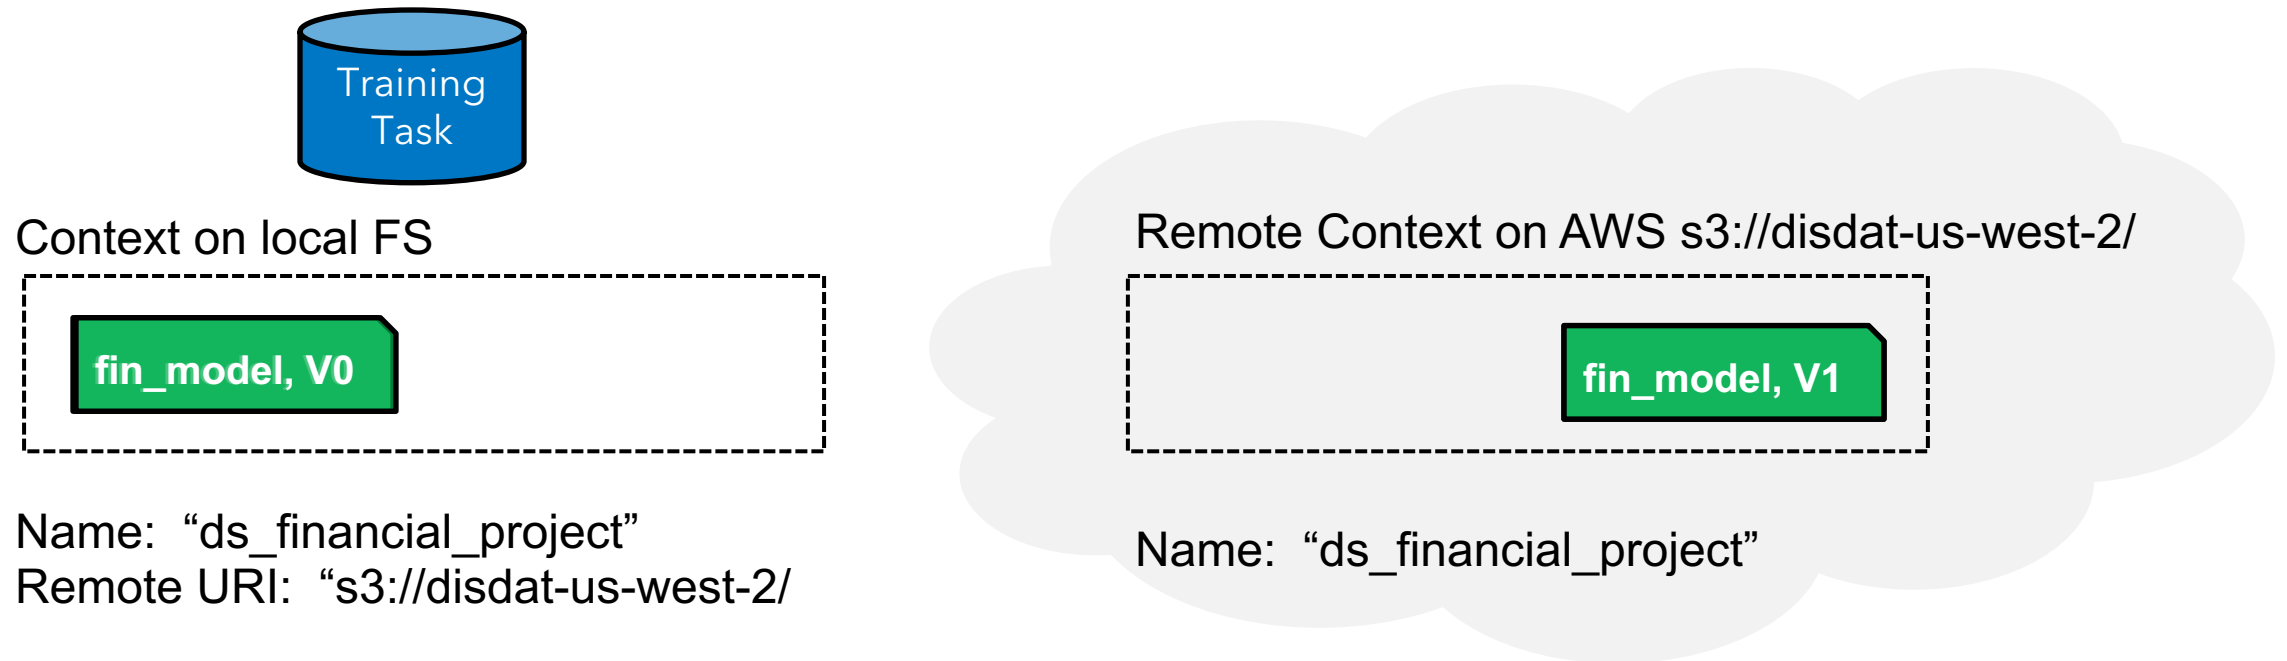 Training
Task
Context on local FS
fin_model, V0
Name:  “ds_financial_project”
Remote URI:  “s3://disdat-us-west-2/
Remote Context on AWS s3://disdat-us-west-2/
fin_model, V1
Name:  “ds_financial_project”